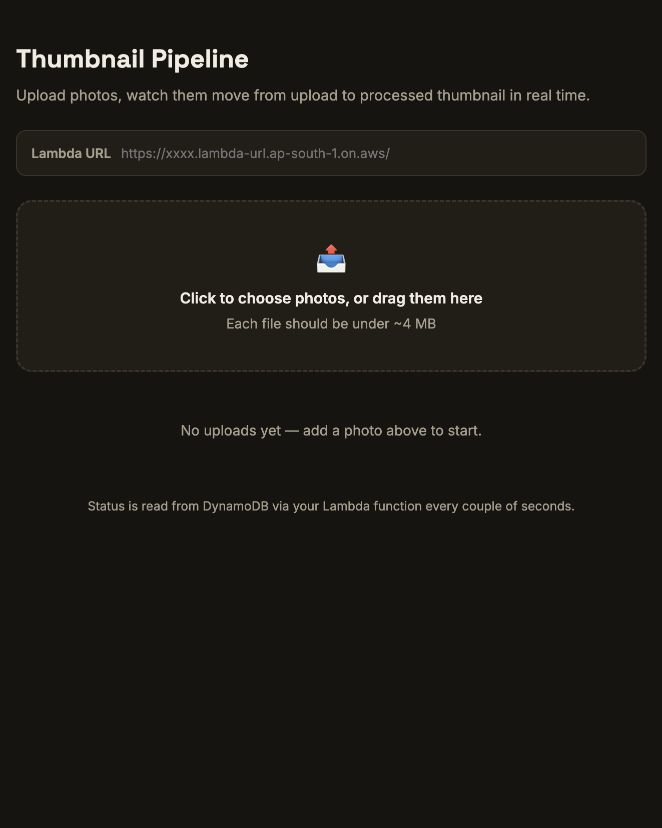 Thumbnail Pipeline
Upload photos, watch them move from upload to processed thumbnail in real time.
Lambda URL https://xxxx.lambda-url.ap-south-1.on.aws/
Click to choose photos, or drag them here
Each file should be under ~4 MB
No uploads yet — add a photo above to start.
Status is read from DynamoDB via your Lambda function every couple of seconds.